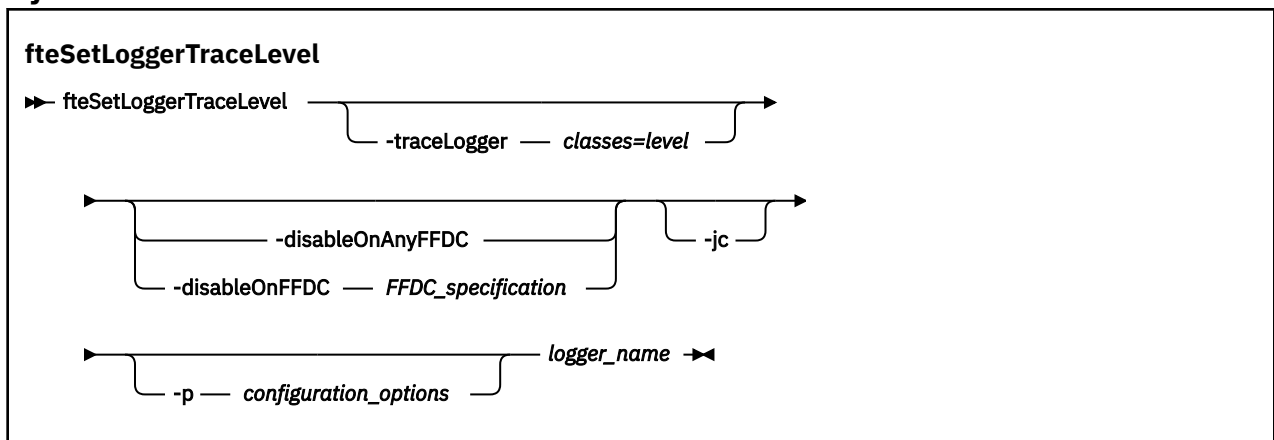 fteSetLoggerTraceLevel
fteSetLoggerTraceLevel
-traceLogger classes=level
-disableOnAnyFFDC
-jc
-disableOnFFDC FFDC_specification
logger_name
-p configuration_options